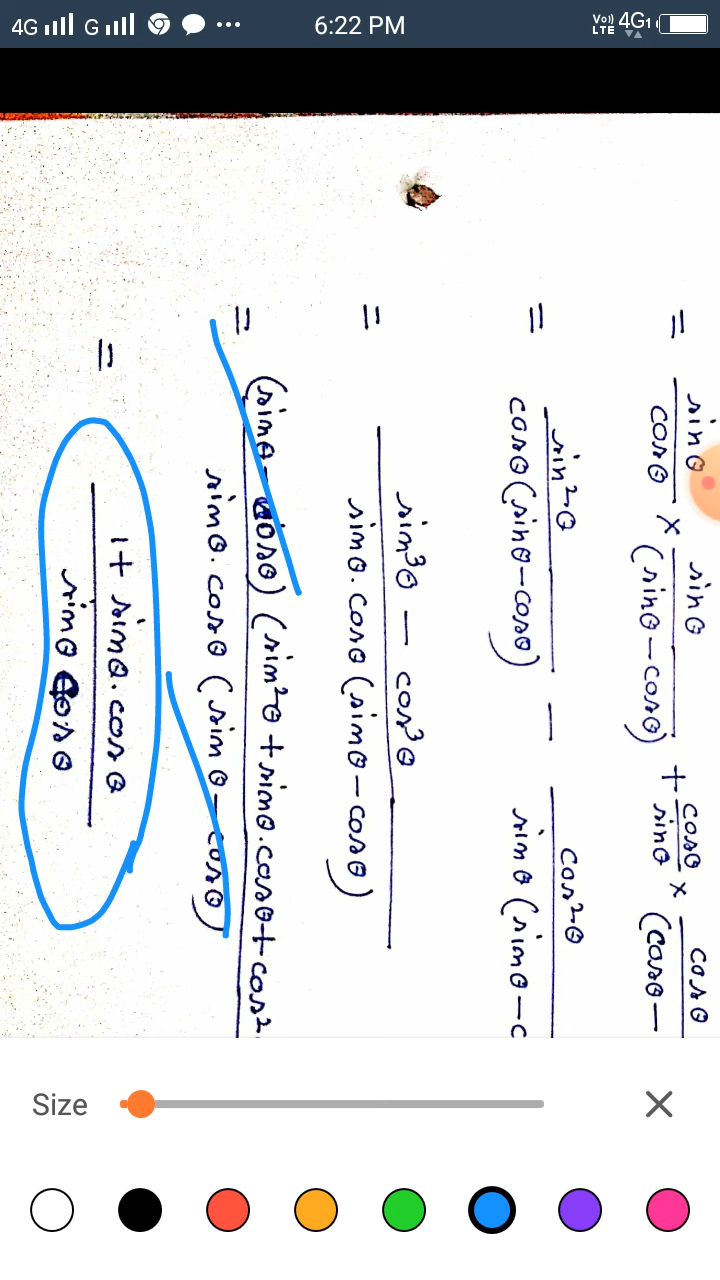 4G G ... 6:22 PM Vo)) LTE 4G1
= sinθ/cosθ × sinθ/(sinθ-cosθ) + cosθ/sinθ × cosθ/(cosθ-
= sin²θ/cosθ(sinθ-cosθ) - cos²θ/sinθ(sinθ-c
= sin³θ - cos³θ/sinθ.cosθ(sinθ-cosθ)
= (sinθ-cosθ)(sin²θ+sinθ.cosθ+cos²/sinθ.cosθ(sinθ-cosθ)
= 1+sinθ.cosθ/sinθ cosθ
Size